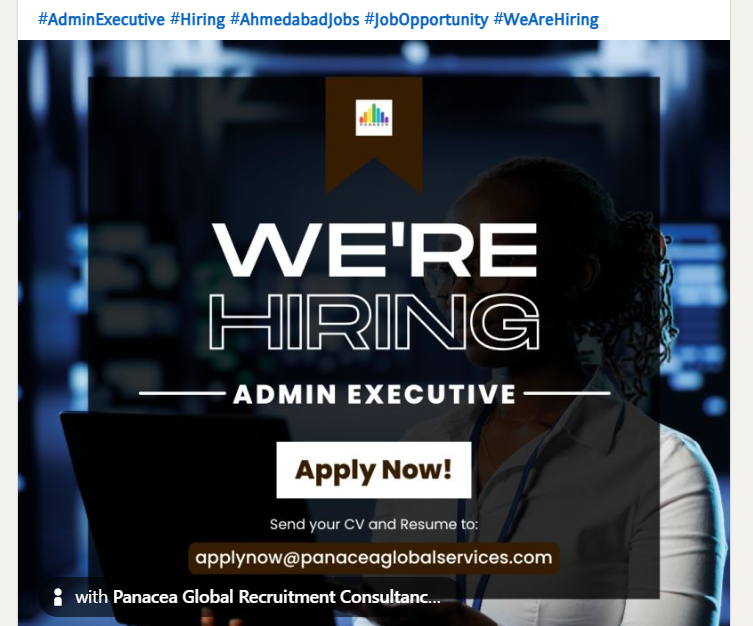 #AdminExecutive #Hiring #AhmedabadJobs #JobOpportunity #WeAreHiring
PANACEA
WE'RE
HIRING
ADMIN EXECUTIVE
Apply Now!
Send your CV and Resume to:
applynow@panaceaglobalservices.com
with Panacea Global Recruitment Consultanc...